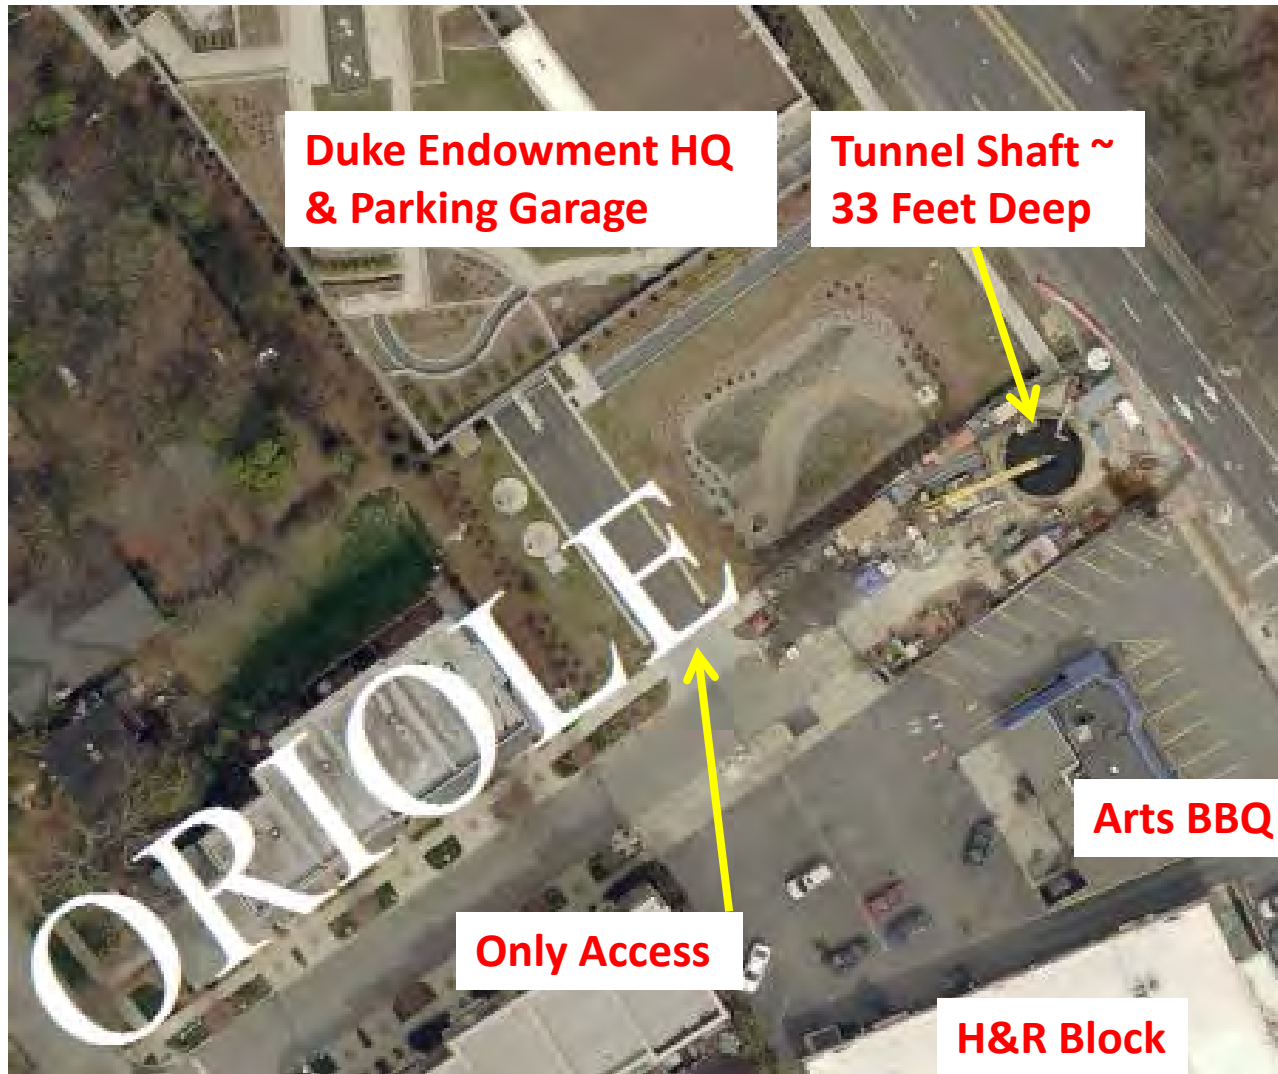 Duke Endowment HQ
& Parking Garage
Tunnel Shaft ~
33 Feet Deep
ORIOLE
Arts BBQ
Only Access
H&R Block